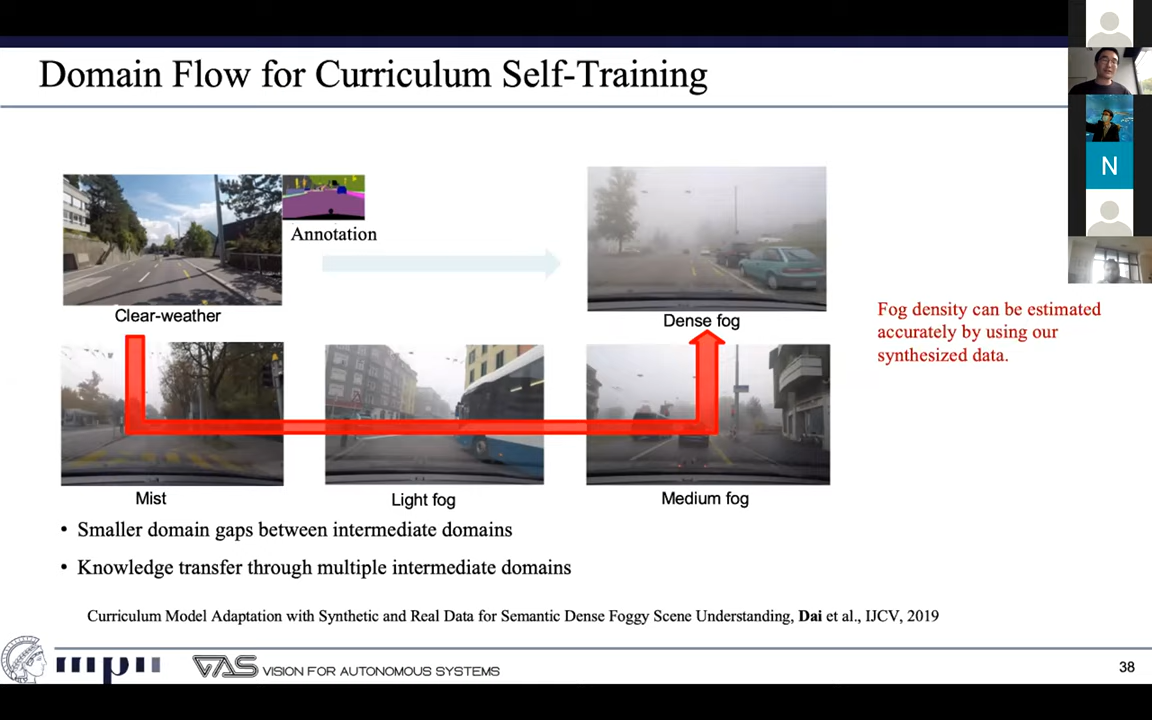 Domain Flow for Curriculum Self-Training
Annotation
Clear-weather
Dense fog
Fog density can be estimated
accurately by using our
synthesized data.
Mist
Light fog
Medium fog
• Smaller domain gaps between intermediate domains
• Knowledge transfer through multiple intermediate domains
Curriculum Model Adaptation with Synthetic and Real Data for Semantic Dense Foggy Scene Understanding, Dai et al., IJCV, 2019
mpii
VAS VISION FOR AUTONOMOUS SYSTEMS
38
N